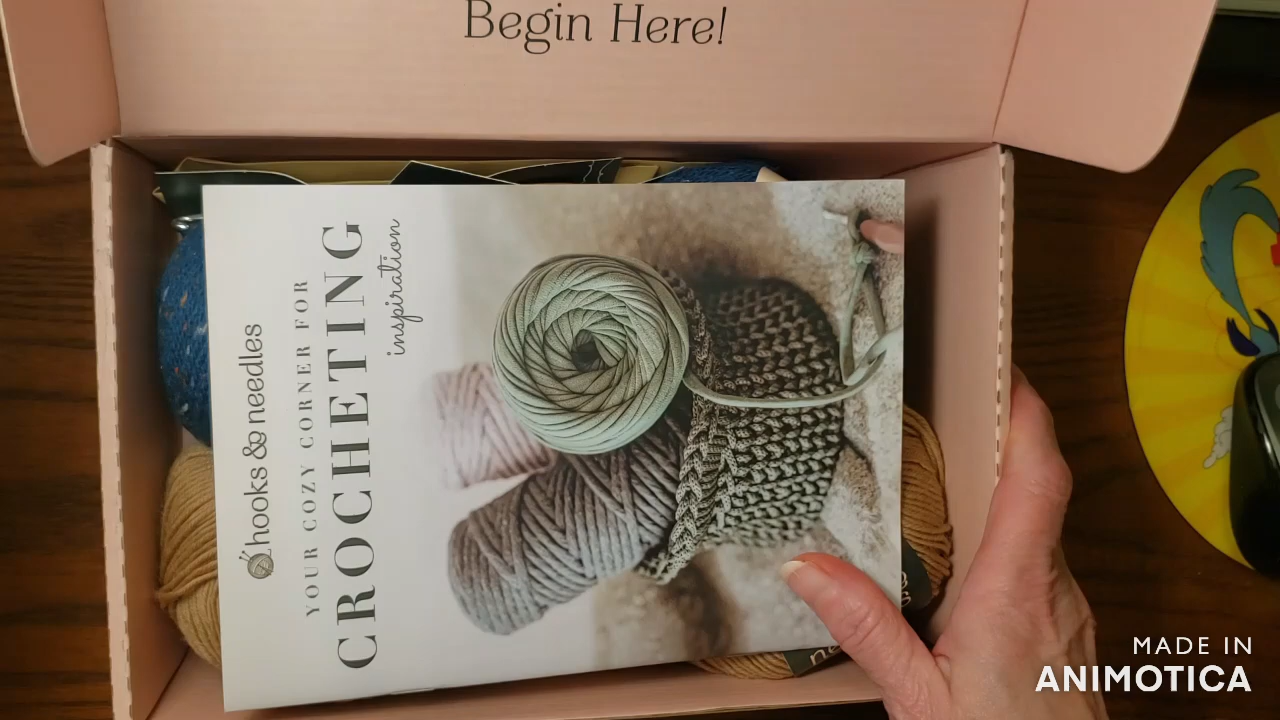 Begin Here!
hooks & needles
YOUR COZY CORNER FOR
CROCHETING
inspiration
MADE IN
ANIMOTICA